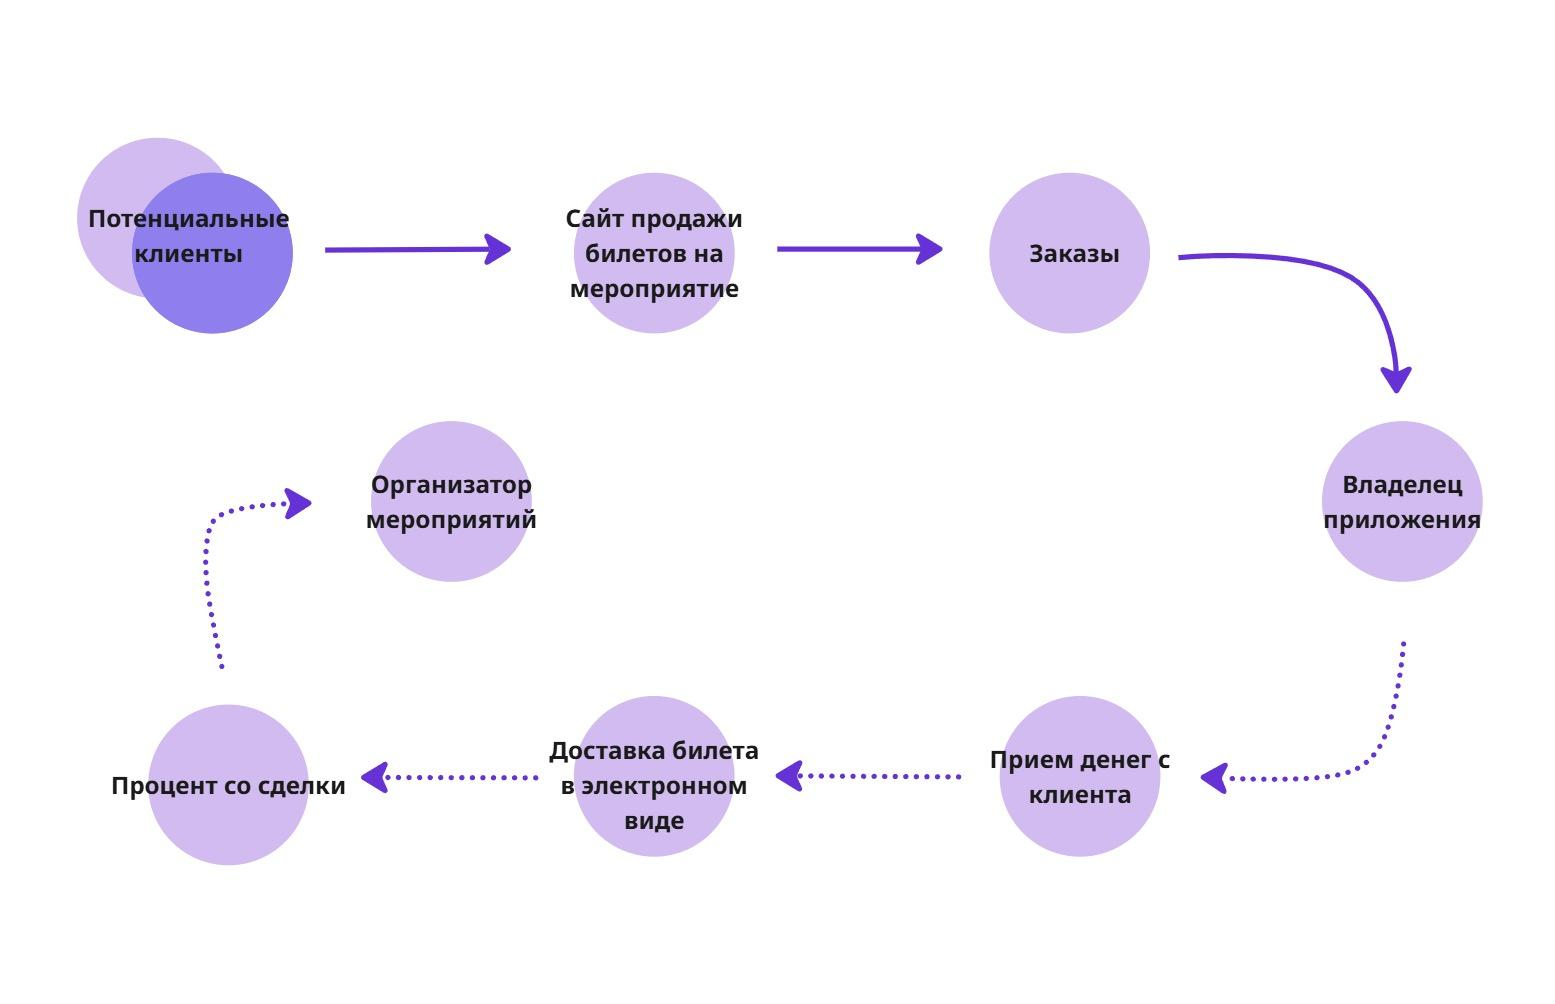 Потенциальные
клиенты
Сайт продажи
билетов на
мероприятие
Заказы
Организатор
мероприятий
Владелец
приложения
Процент со сделки
Доставка билета
в электронном
виде
Прием денег с
клиента